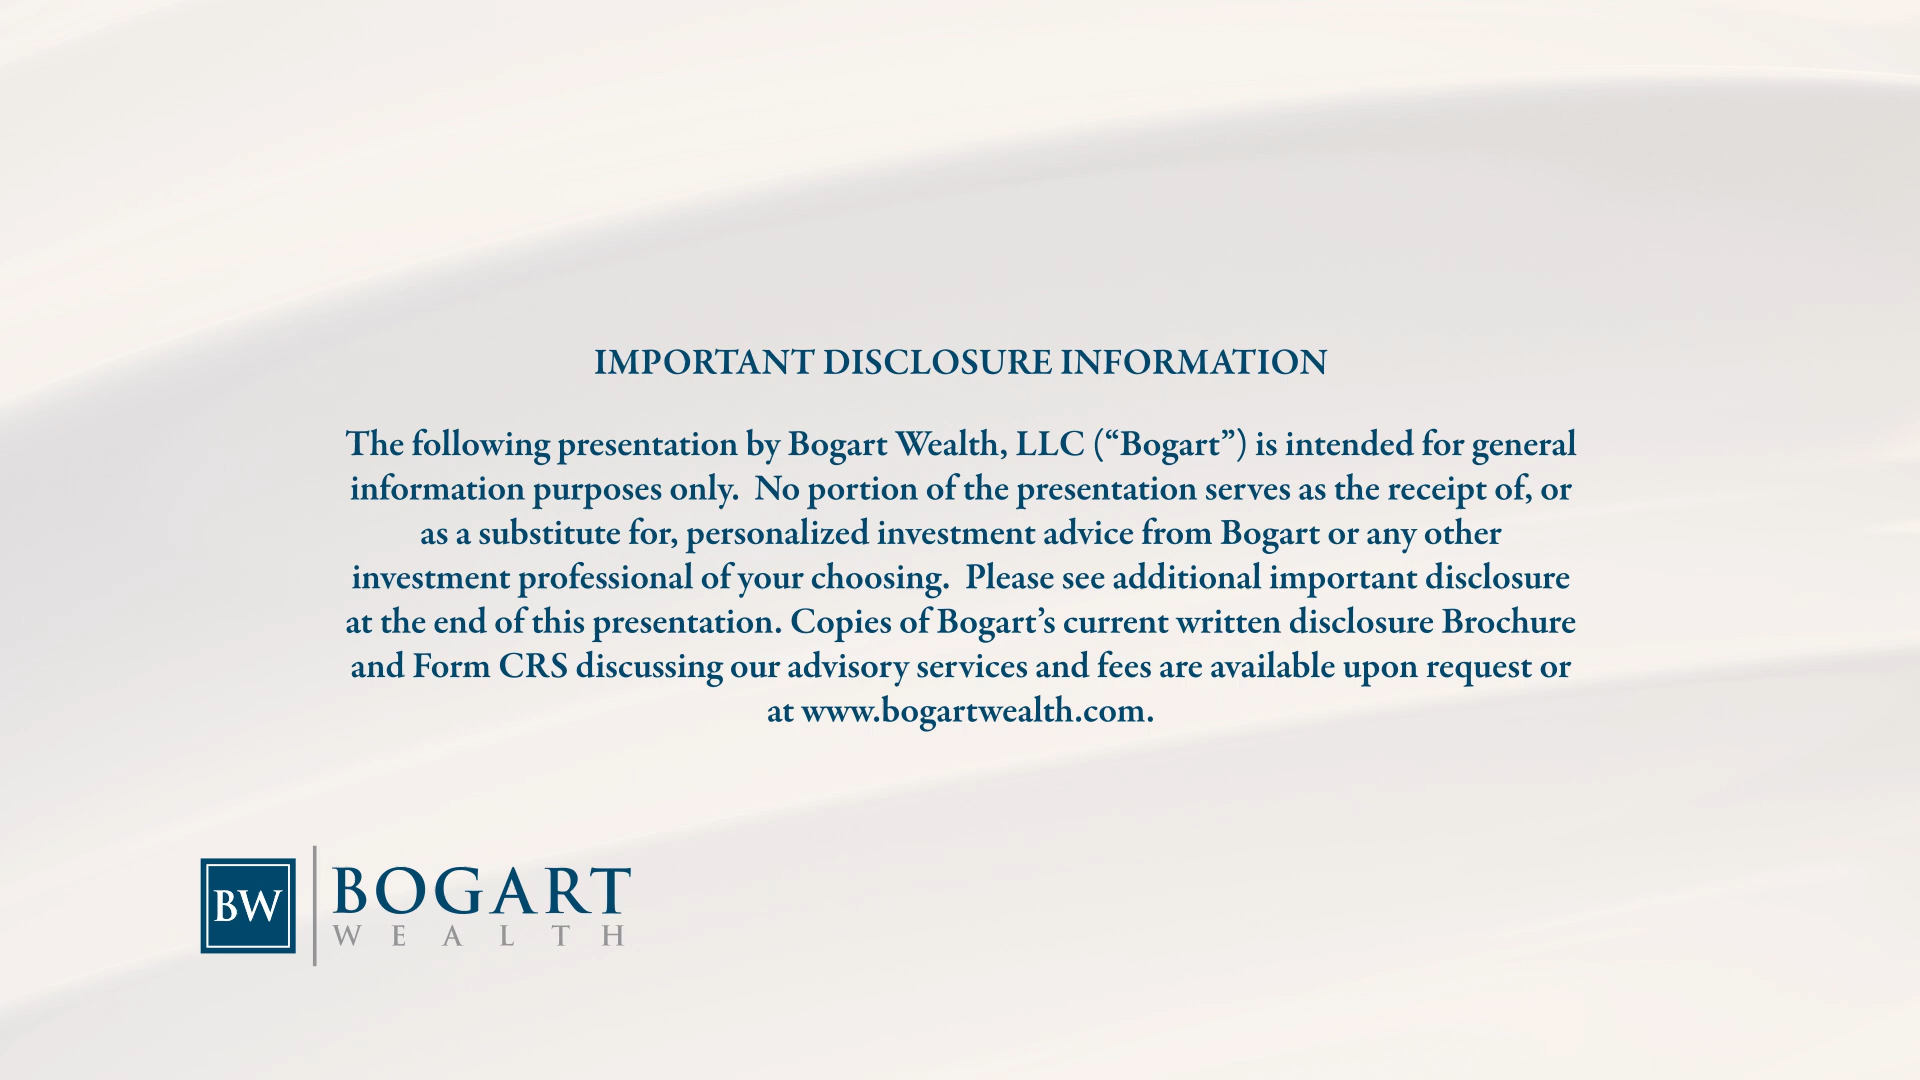 IMPORTANT DISCLOSURE INFORMATION
The following presentation by Bogart Wealth, LLC (“Bogart”) is intended for general
information purposes only.  No portion of the presentation serves as the receipt of, or
as a substitute for, personalized investment advice from Bogart or any other
investment professional of your choosing.  Please see additional important disclosure
at the end of this presentation. Copies of Bogart’s current written disclosure Brochure
and Form CRS discussing our advisory services and fees are available upon request or
at www.bogartwealth.com.
BW
BOGART
WEALTH